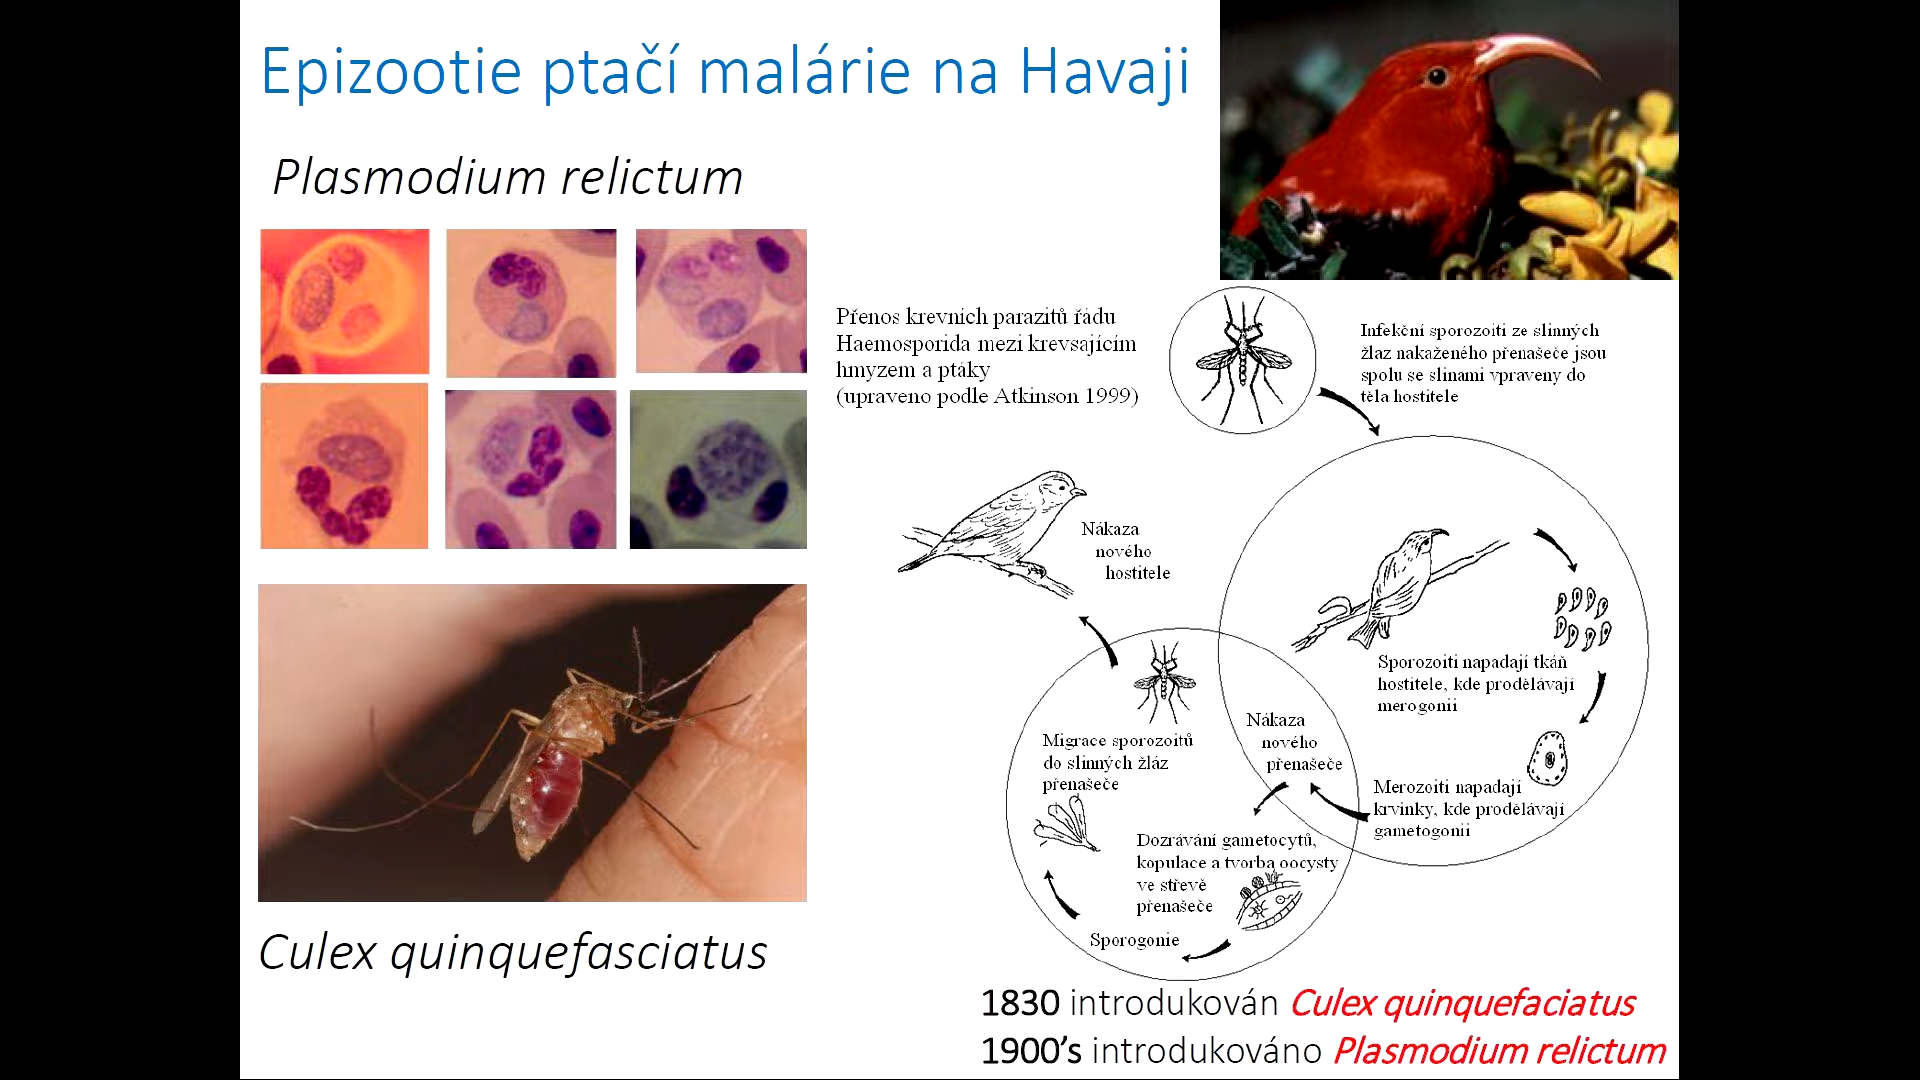 Epizootie ptačí malárie na Havaji
Plasmodium relictum
Přenos krevních parazitů řádu
Haemosporida mezi krevsajícím
hmyzem a ptáky
(upraveno podle Atkinson 1999)
Infekční sporozoiti ze slinných
žlaz nakaženého přenašeče jsou
spolu se slinami vpraveny do
těla hostitele
Nákaza
nového
hostitele
Sporozoiti napadají tkáň
hostitele, kde prodělávají
merogonii
Nákaza
nového
přenašeče
Migrace sporozoitů
do slinných žláz
přenašeče
Merozoiti napadají
krvinky, kde prodělávají
gametogonii
Dozrávání gametocytů,
kopulace a tvorba oocysty
ve střevě
přenašeče
Sporogonie
Culex quinquefasciatus
1830 introdukován Culex quinquefaciatus
1900’s introdukováno Plasmodium relictum